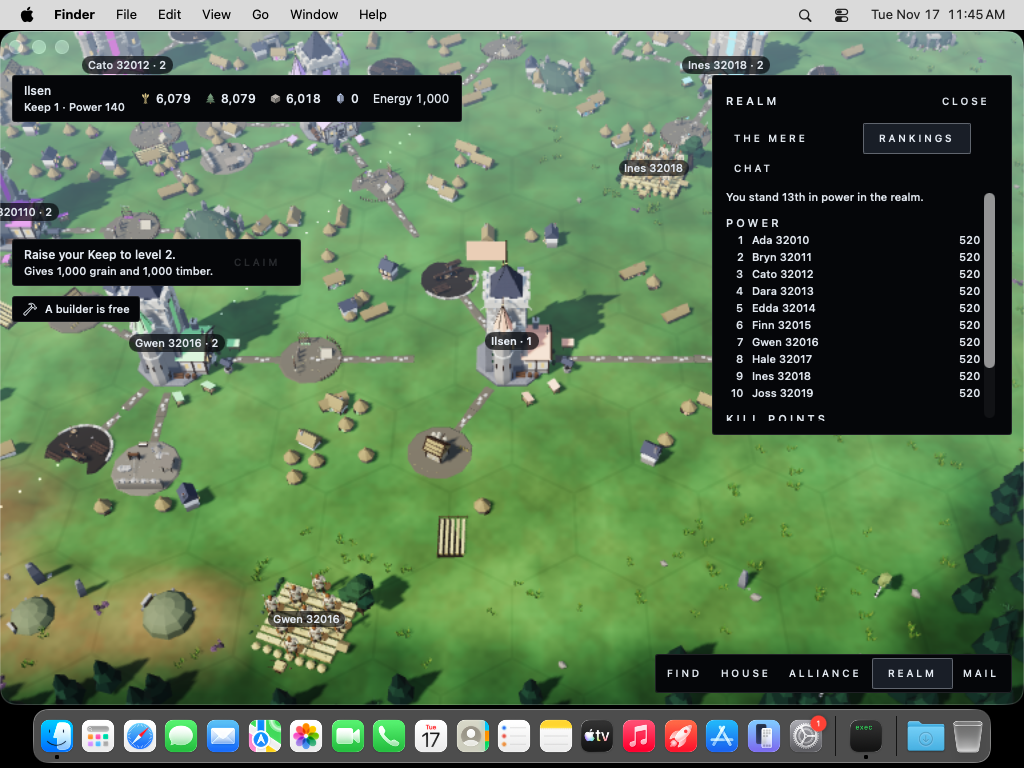 Finder File Edit View Go Window Help
Tue Nov 17 11:45 AM
Cato 32012 · 2
Ines 32018 · 2
Ilsen
Keep 1 · Power 140
6,079 8,079 6,018 0 Energy 1,000
REALM CLOSE
THE MERE RANKINGS
CHAT
You stand 13th in power in the realm.
POWER
1 Ada 32010 520
2 Bryn 32011 520
3 Cato 32012 520
4 Dara 32013 520
5 Edda 32014 520
6 Finn 32015 520
7 Gwen 32016 520
8 Hale 32017 520
9 Ines 32018 520
10 Joss 32019 520
KILL POINTS
Ines 32018
320110 · 2
Raise your Keep to level 2.
Gives 1,000 grain and 1,000 timber.
CLAIM
A builder is free
Gwen 32016 · 2
Ilsen · 1
Gwen 32016
FIND HOUSE ALLIANCE REALM MAIL
Tue
17
tv
1
exec